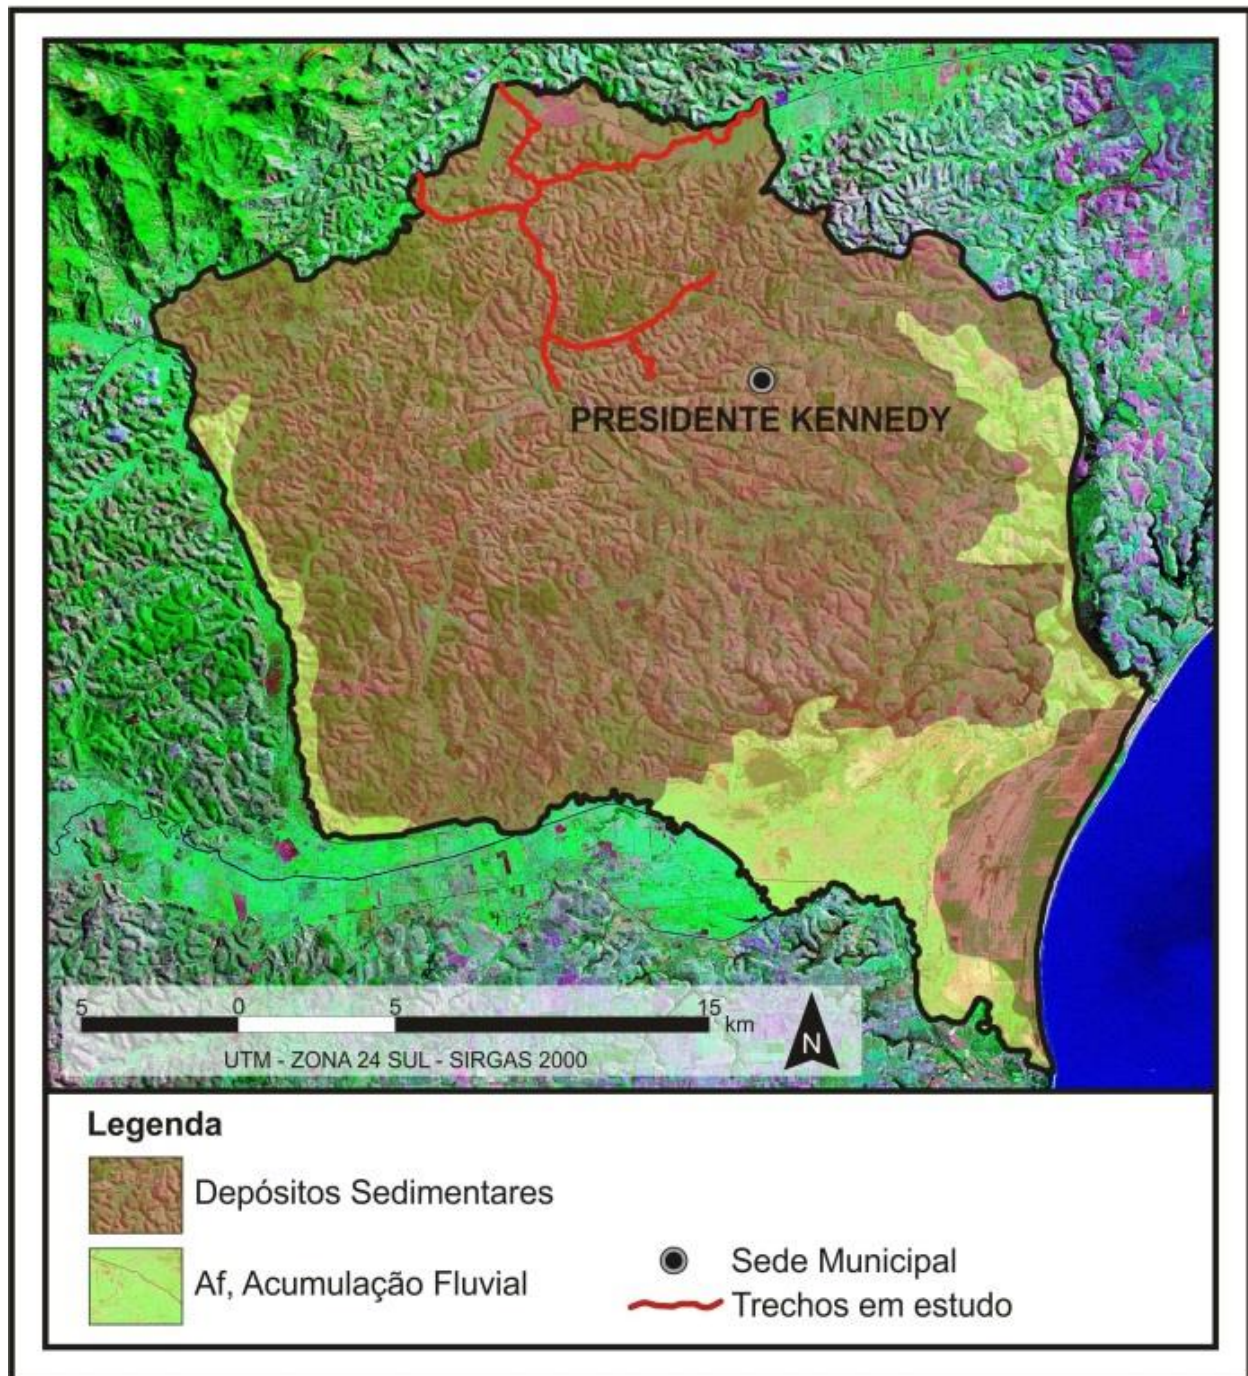 PRESIDENTE KENNEDY
5 0 5 15
km
N
UTM - ZONA 24 SUL - SIRGAS 2000
Legenda
Depósitos Sedimentares
Af, Acumulação Fluvial
Sede Municipal
Trechos em estudo